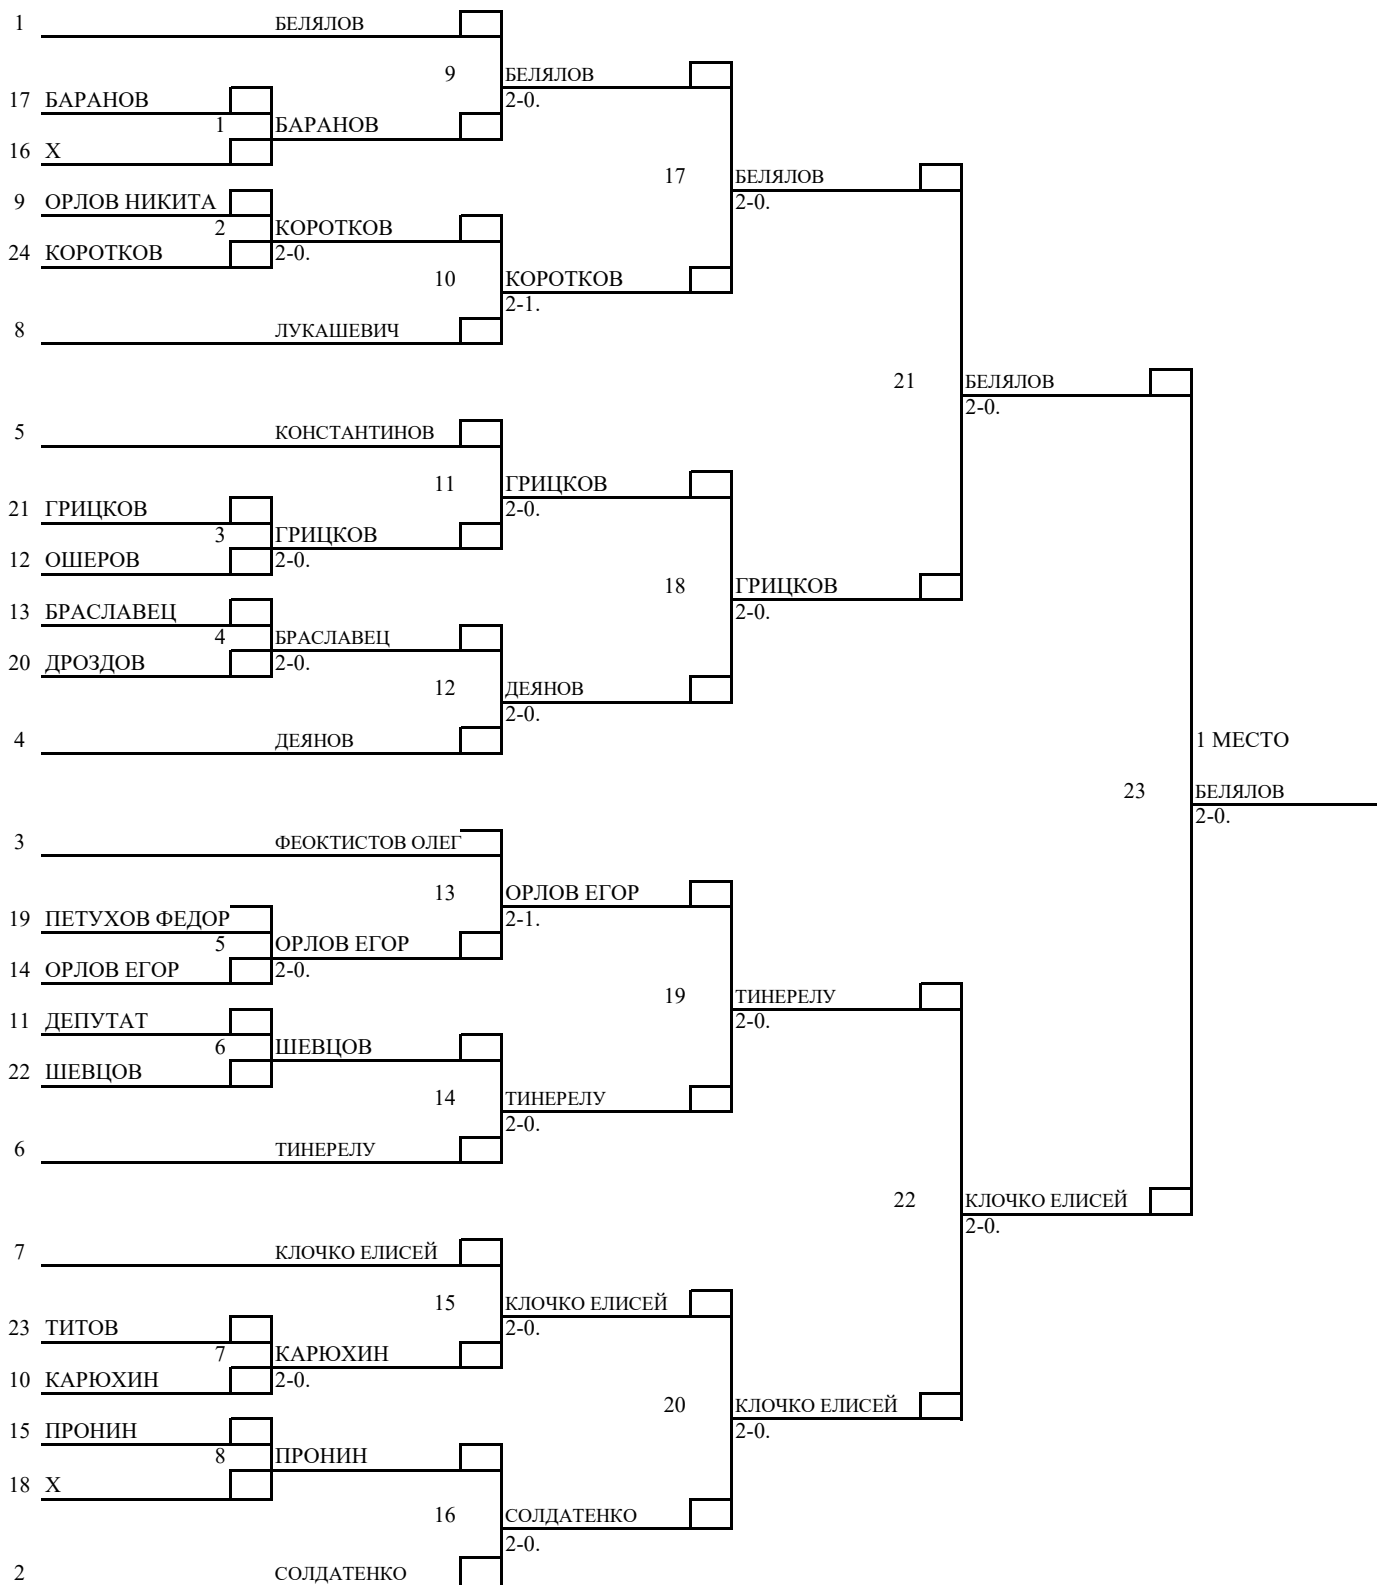 1 БЕЛЯЛОВ
9 БЕЛЯЛОВ
17 БАРАНОВ 2-0.
1 БАРАНОВ
16 X
17 БЕЛЯЛОВ
9 ОРЛОВ НИКИТА 2-0.
2 КОРОТКОВ
24 КОРОТКОВ 2-0.
10 КОРОТКОВ
2-1.
8 ЛУКАШЕВИЧ
21 БЕЛЯЛОВ
2-0.
5 КОНСТАНТИНОВ
11 ГРИЦКОВ
21 ГРИЦКОВ 2-0.
3 ГРИЦКОВ
12 ОШЕРОВ 2-0.
18 ГРИЦКОВ
13 БРАСЛАВЕЦ 2-0.
4 БРАСЛАВЕЦ
20 ДРОЗДОВ 2-0.
12 ДЕЯНОВ
2-0.
4 ДЕЯНОВ 1 МЕСТО
23 БЕЛЯЛОВ
2-0.
3 ФЕОКТИСТОВ ОЛЕГ
13 ОРЛОВ ЕГОР
19 ПЕТУХОВ ФЕДОР 2-1.
5 ОРЛОВ ЕГОР
14 ОРЛОВ ЕГОР 2-0.
19 ТИНЕРЕЛУ
11 ДЕПУТАТ 2-0.
6 ШЕВЦОВ
22 ШЕВЦОВ
14 ТИНЕРЕЛУ
2-0.
6 ТИНЕРЕЛУ
22 КЛОЧКО ЕЛИСЕЙ
2-0.
7 КЛОЧКО ЕЛИСЕЙ
15 КЛОЧКО ЕЛИСЕЙ
23 ТИТОВ 2-0.
7 КАРЮХИН
10 КАРЮХИН 2-0.
20 КЛОЧКО ЕЛИСЕЙ
15 ПРОНИН 2-0.
8 ПРОНИН
18 X
16 СОЛДАТЕНКО
2-0.
2 СОЛДАТЕНКО